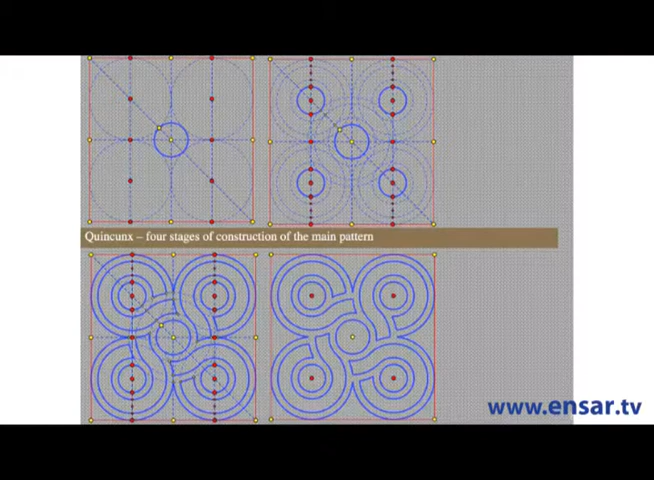 Quincunx – four stages of construction of the main pattern
www.ensar.tv